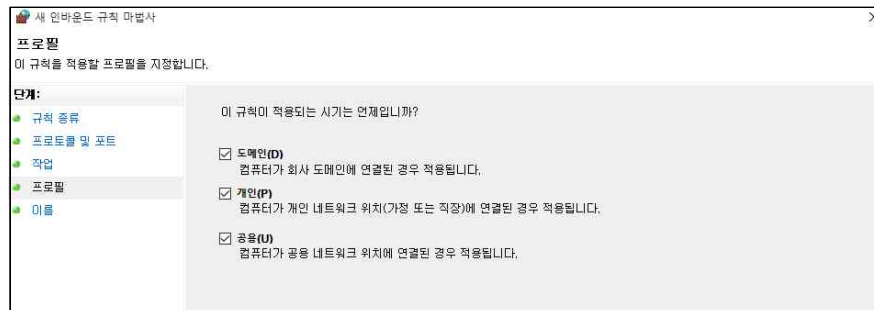 새 인바운드 규칙 마법사
프로필
이 규칙을 적용할 프로필을 지정합니다.
단계:
규칙 종류
프로토콜 및 포트
작업
프로필
이름
이 규칙이 적용되는 시기는 언제입니까?
도메인(D)
컴퓨터가 회사 도메인에 연결된 경우 적용됩니다.
개인(P)
컴퓨터가 개인 네트워크 위치(가정 또는 직장)에 연결된 경우 적용됩니다.
공용(U)
컴퓨터가 공용 네트워크 위치에 연결된 경우 적용됩니다.